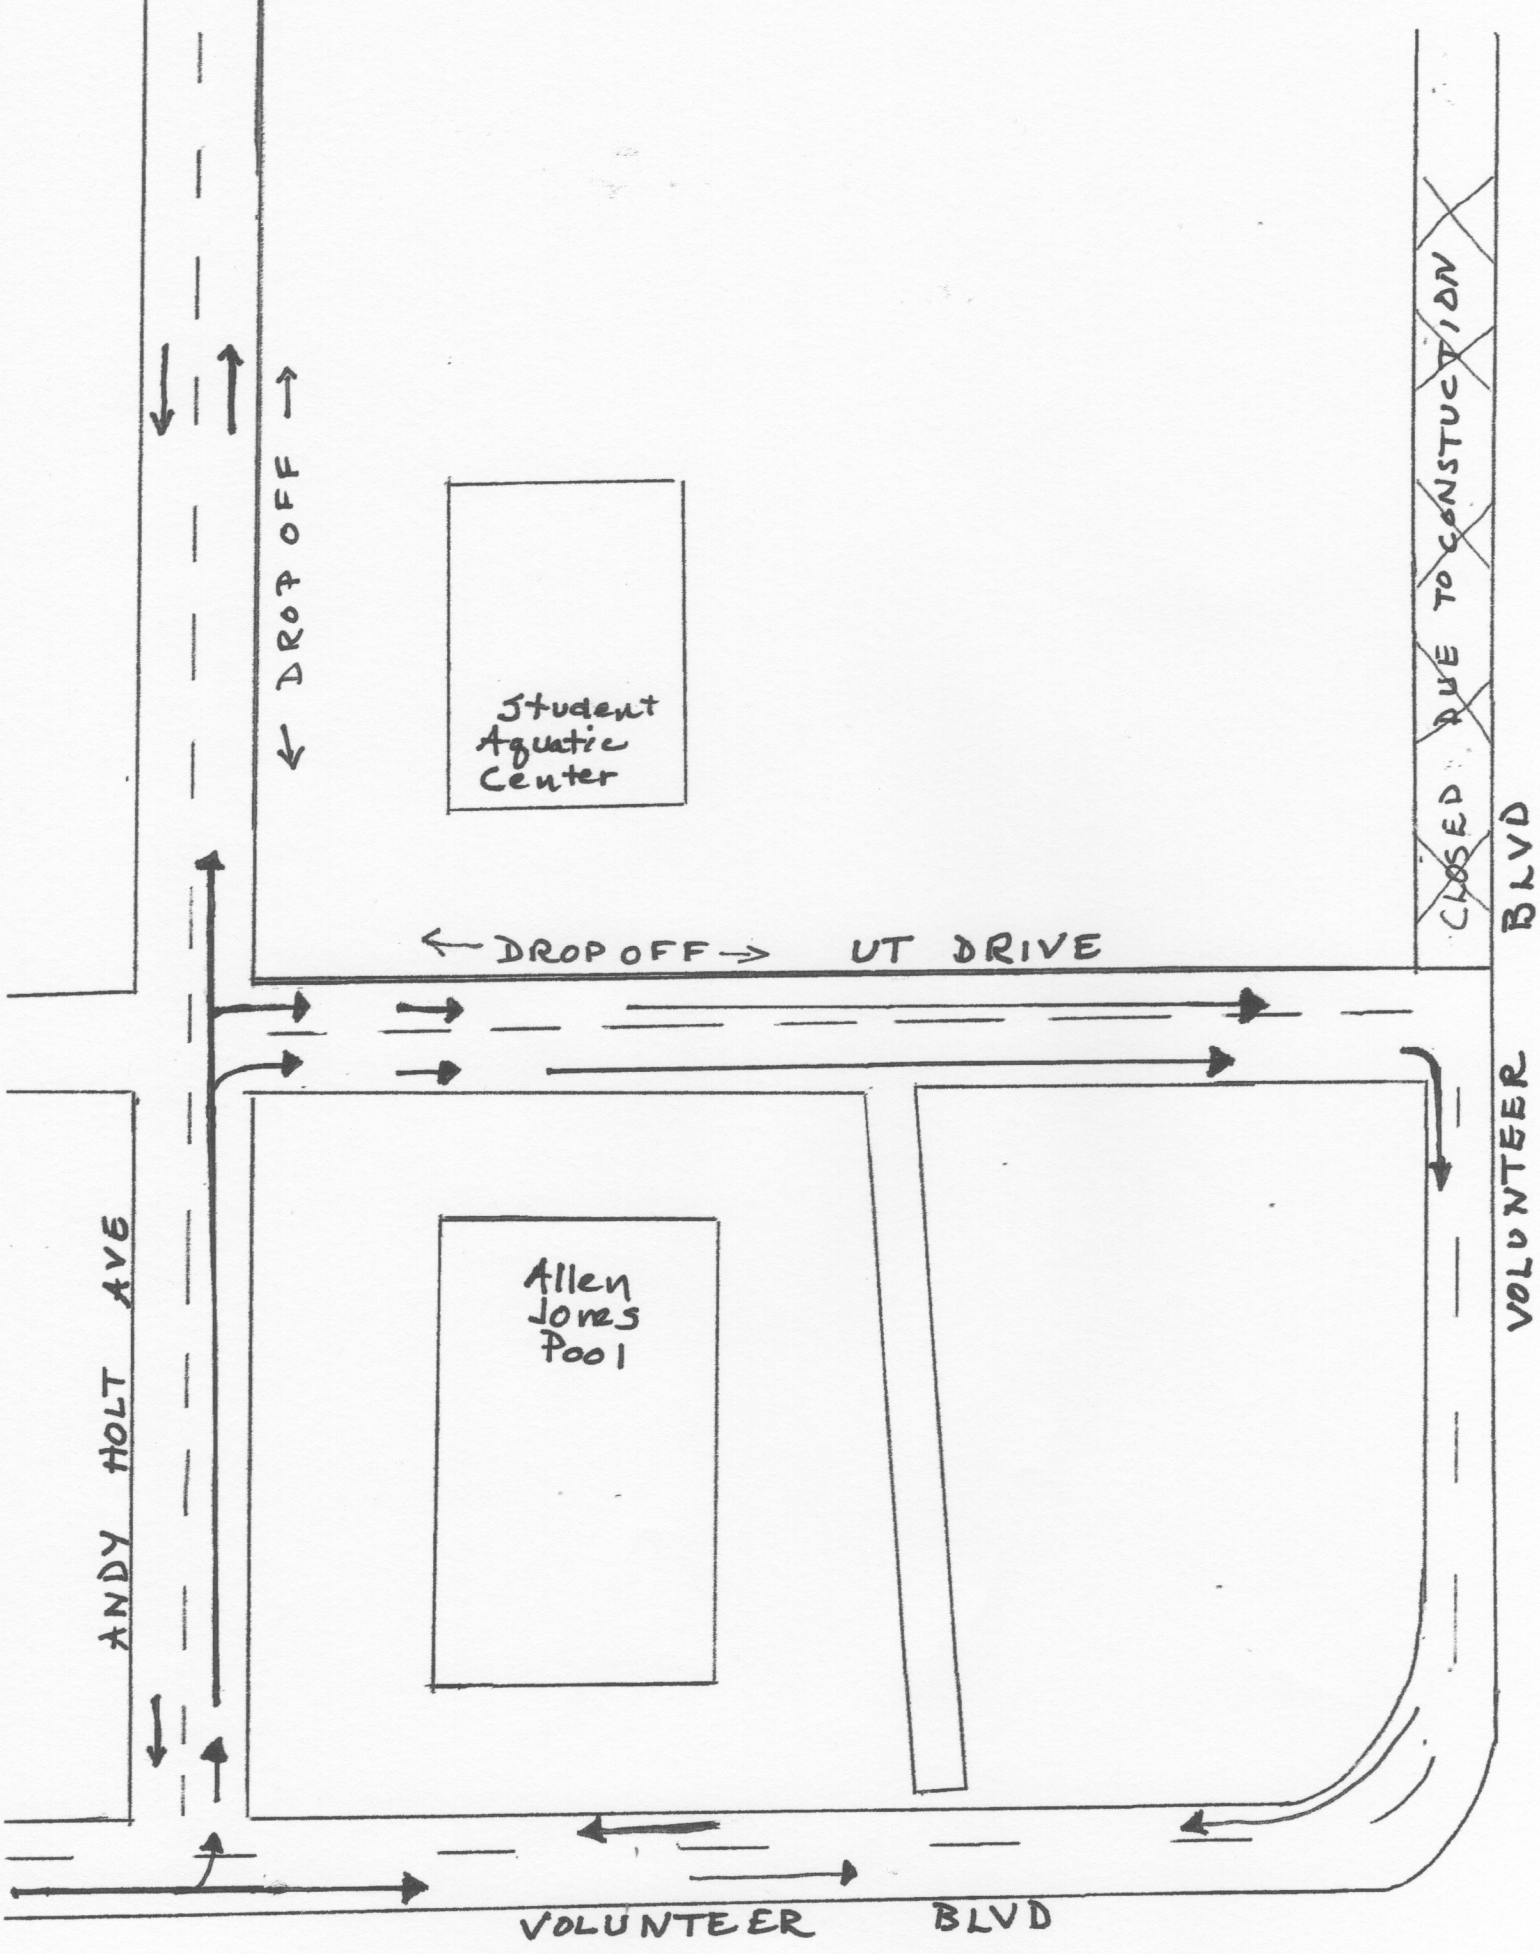 ← DROP OFF →
Student
Aquatic
Center
CLOSED DUE TO CONSTUCTION
← DROP OFF → UT DRIVE
VOLUNTEER BLVD
ANDY HOLT AVE
Allen
Jones
Pool
VOLUNTEER BLVD